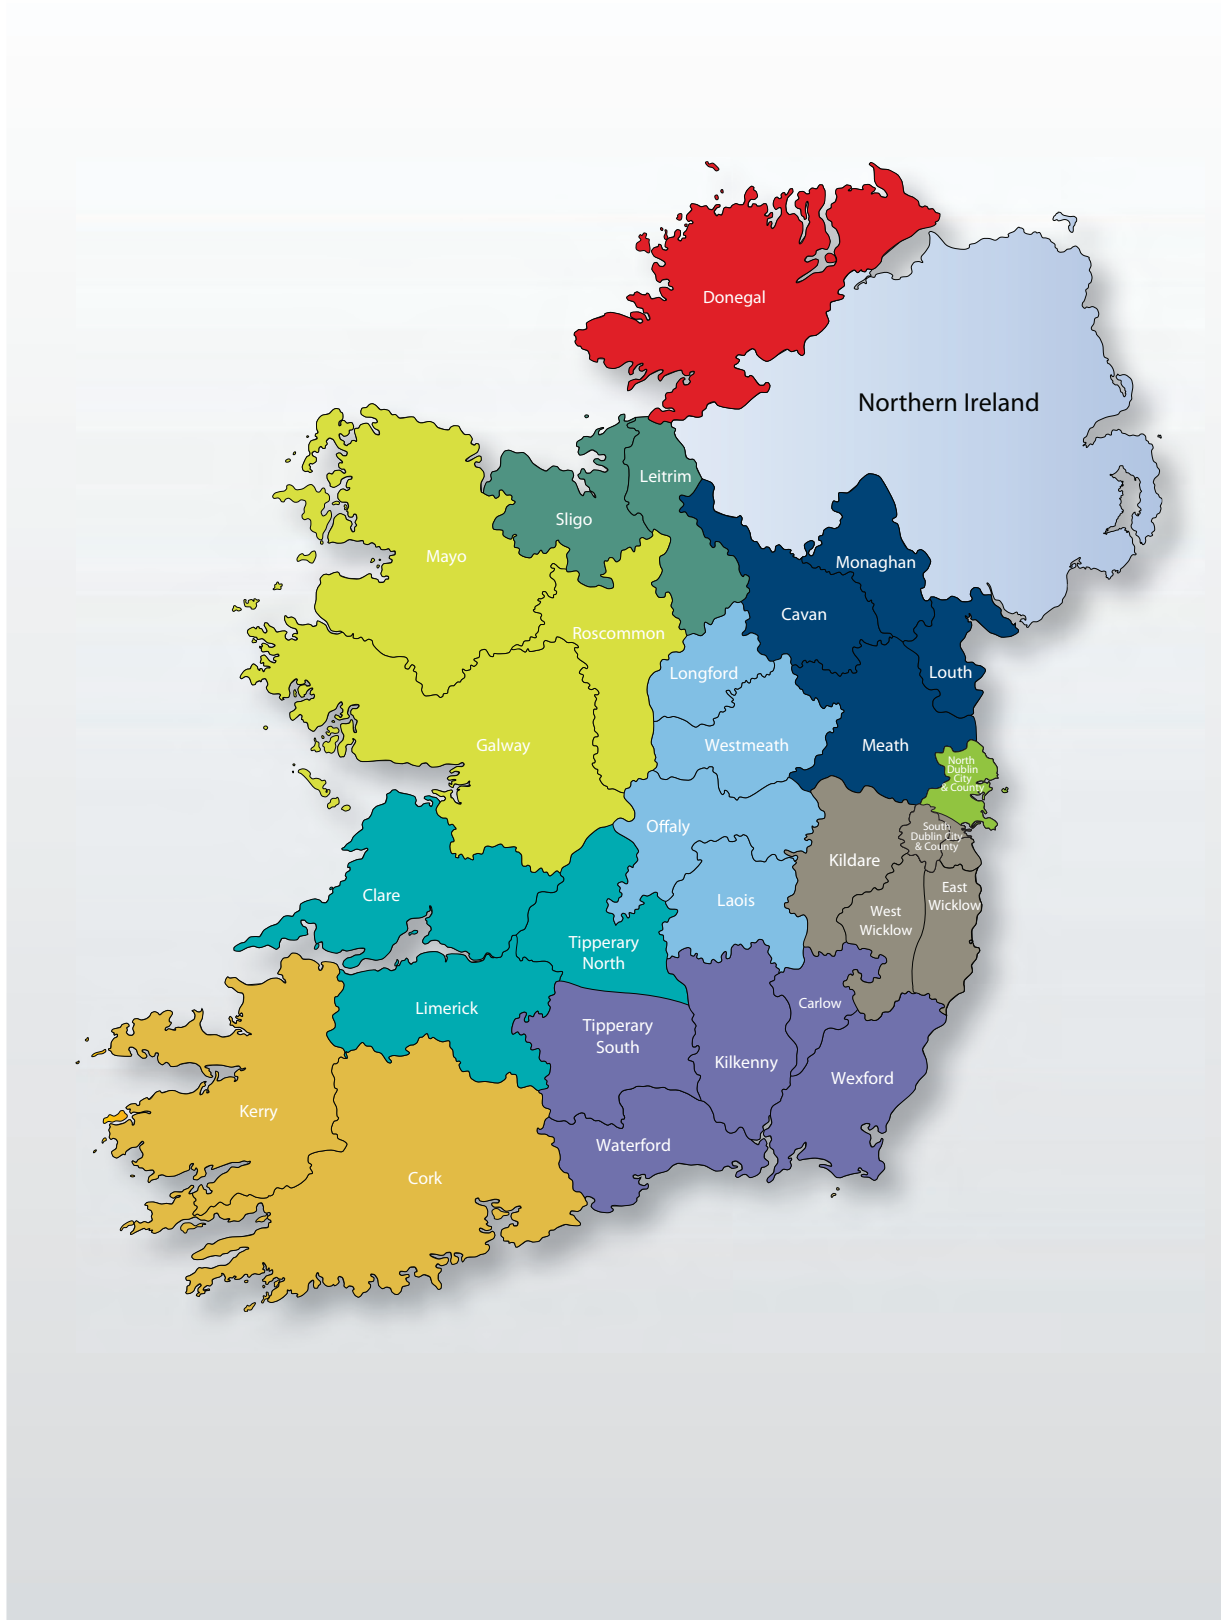 Donegal
Northern Ireland
Leitrim
Sligo
Mayo
Monaghan
Cavan
Roscommon
Longford
Louth
Galway
Westmeath
Meath
North
Dublin
City
& County
Offaly
South
Dublin City
& County
Kildare
Clare
Laois
East
Wicklow
West
Wicklow
Tipperary
North
Limerick
Carlow
Tipperary
South
Kilkenny
Wexford
Kerry
Waterford
Cork